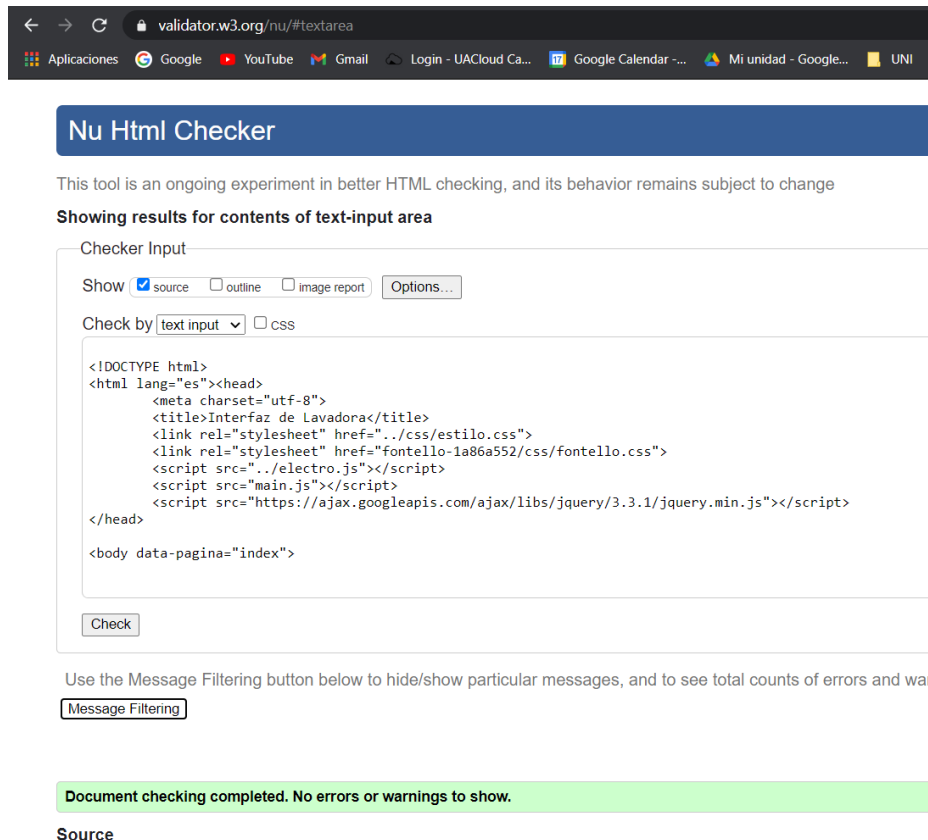 validator.w3.org/nu/#textarea
Aplicaciones Google YouTube Gmail Login - UACloud Ca... 17 Google Calendar -... Mi unidad - Google... UNI
Nu Html Checker
This tool is an ongoing experiment in better HTML checking, and its behavior remains subject to change
Showing results for contents of text-input area
Checker Input
Show source outline image report Options...
Check by text input CSS
<!DOCTYPE html>
<html lang="es"><head>
<meta charset="utf-8">
<title>Interfaz de Lavadora</title>
<link rel="stylesheet" href="../css/estilo.css">
<link rel="stylesheet" href="fontello-1a86a552/css/fontello.css">
<script src="../electro.js"></script>
<script src="main.js"></script>
<script src="https://ajax.googleapis.com/ajax/libs/jquery/3.3.1/jquery.min.js"></script>
</head>
<body data-pagina="index">
Check
Use the Message Filtering button below to hide/show particular messages, and to see total counts of errors and wa
Message Filtering
Document checking completed. No errors or warnings to show.
Source